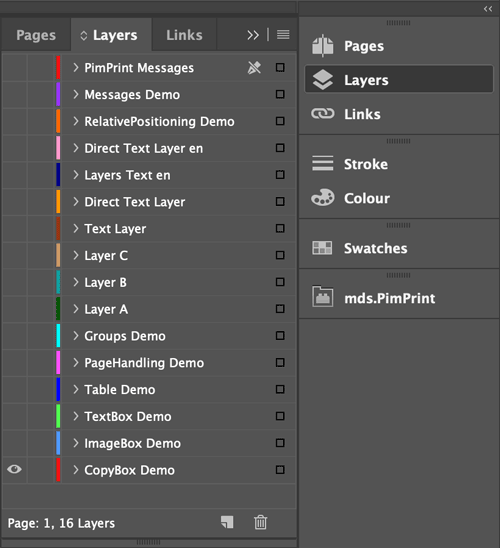 Pages
Layers
Links
PimPrint Messages
Messages Demo
RelativePositioning Demo
Direct Text Layer en
Layers Text en
Direct Text Layer
Text Layer
Layer C
Layer B
Layer A
Groups Demo
PageHandling Demo
Table Demo
TextBox Demo
ImageBox Demo
CopyBox Demo
Page: 1, 16 Layers
Pages
Layers
Links
Stroke
Colour
Swatches
mds.PimPrint